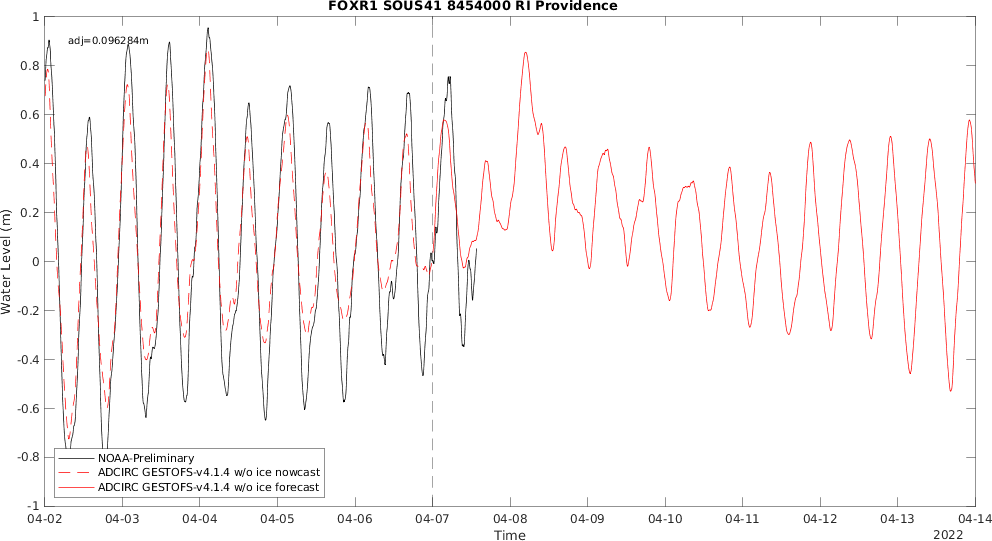 FOXR1 SOUS41 8454000 RI Providence
adj=0.096284m
Water Level (m)
1
0.8
0.6
0.4
0.2
0
-0.2
-0.4
-0.6
-0.8
-1
NOAA-Preliminary
ADCIRC GESTOFS-v4.1.4 w/o ice nowcast
ADCIRC GESTOFS-v4.1.4 w/o ice forecast
04-02 04-03 04-04 04-05 04-06 04-07 04-08 04-09 04-10 04-11 04-12 04-13 04-14
Time
2022